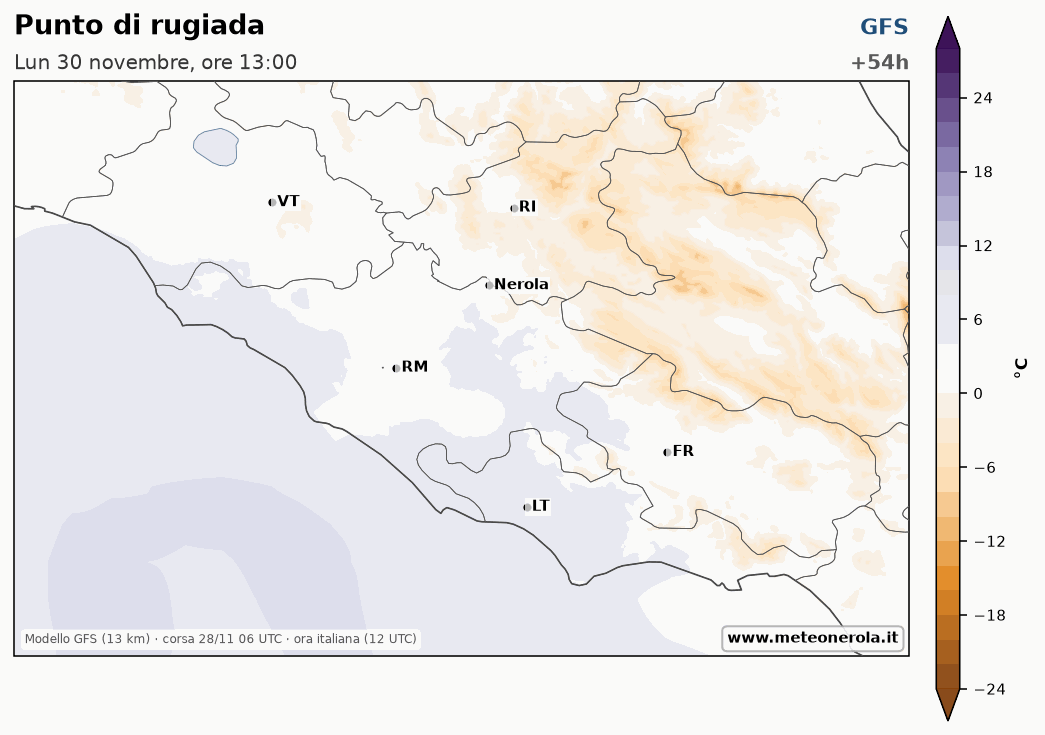 Punto di rugiada
GFS
Lun 30 novembre, ore 13:00
+54h
VT
RI
Nerola
RM
FR
LT
24
18
12
6
0
−6
−12
−18
−24
°C
Modello GFS (13 km) · corsa 28/11 06 UTC · ora italiana (12 UTC)
www.meteonerola.it